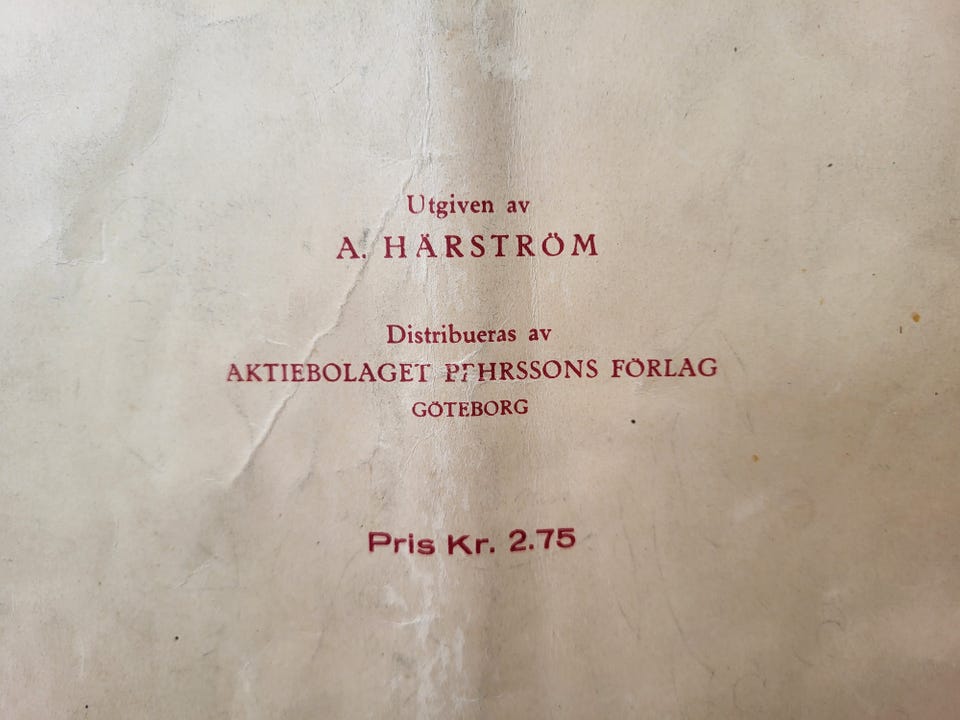 Utgiven av
A. HÄRSTRÖM
Distribueras av
AKTIEBOLAGET PEHRSSONS FÖRLAG
GÖTEBORG
Pris Kr. 2.75